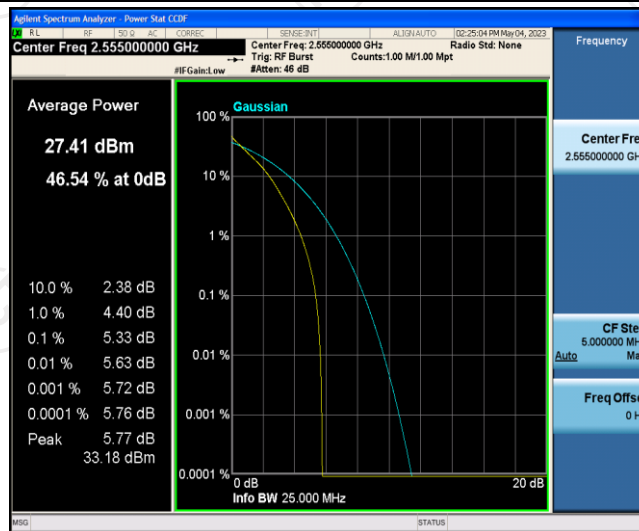 Agilent Spectrum Analyzer - Power Stat CCDF
RL RF 50 Ω AC CORREC SENSE:INT ALIGNAUTO 02:25:04 PM May 04, 2023
Center Freq 2.555000000 GHz
Center Freq: 2.555000000 GHz Radio Std: None
Trig: RF Burst Counts:1.00 M/1.00 Mpt
#IFGain:Low #Atten: 46 dB
Frequency
Average Power
27.41 dBm
46.54 % at 0dB
10.0 % 2.38 dB
1.0 % 4.40 dB
0.1 % 5.33 dB
0.01 % 5.63 dB
0.001 % 5.72 dB
0.0001 % 5.76 dB
Peak 5.77 dB
33.18 dBm
Gaussian
100 %
10 %
1 %
0.1 %
0.01 %
0.001 %
0.0001 %
0 dB 20 dB
Info BW 25.000 MHz
Center Fre
2.555000000 GH
CF Ste
5.000000 MH
Auto Ma
Freq Offs
0 H
MSG STATUS